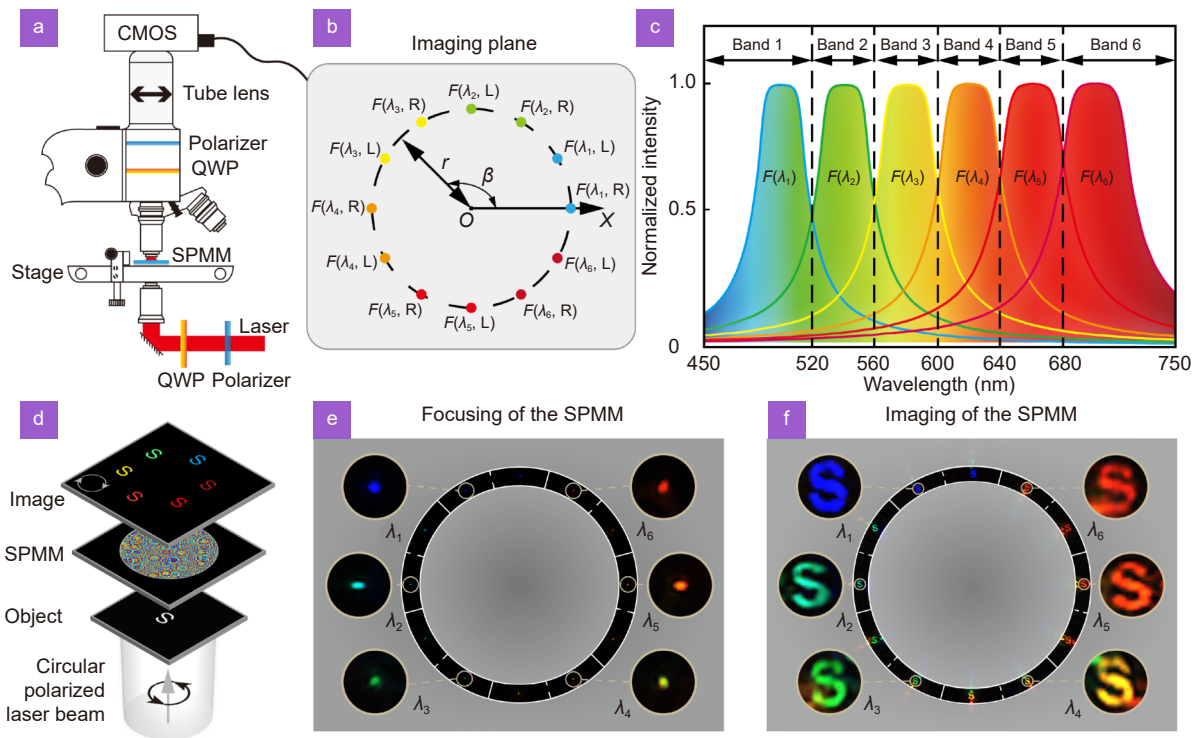 a
CMOS
Tube lens
Polarizer
QWP
SPMM
Stage
Laser
QWP Polarizer
b
Imaging plane
F(λ₃, R)
F(λ₂, L)
F(λ₂, R)
F(λ₃, L)
F(λ₁, L)
r
β
F(λ₁, R)
F(λ₄, R)
O
X
F(λ₄, L)
F(λ₆, L)
F(λ₅, R)
F(λ₅, L)
F(λ₆, R)
c
Band 1 Band 2 Band 3 Band 4 Band 5 Band 6
Normalized intensity
1.0
0.5
0
F(λ₁) F(λ₂) F(λ₃) F(λ₄) F(λ₅) F(λ₆)
450 520 560 600 640 680 750
Wavelength (nm)
d
Image
S S S S S S
SPMM
Object
S
Circular
polarized
laser beam
e
Focusing of the SPMM
λ₁
λ₆
λ₂
λ₅
λ₃
λ₄
f
Imaging of the SPMM
S S
λ₁
λ₆
S S
λ₂
λ₅
S S
λ₃
λ₄